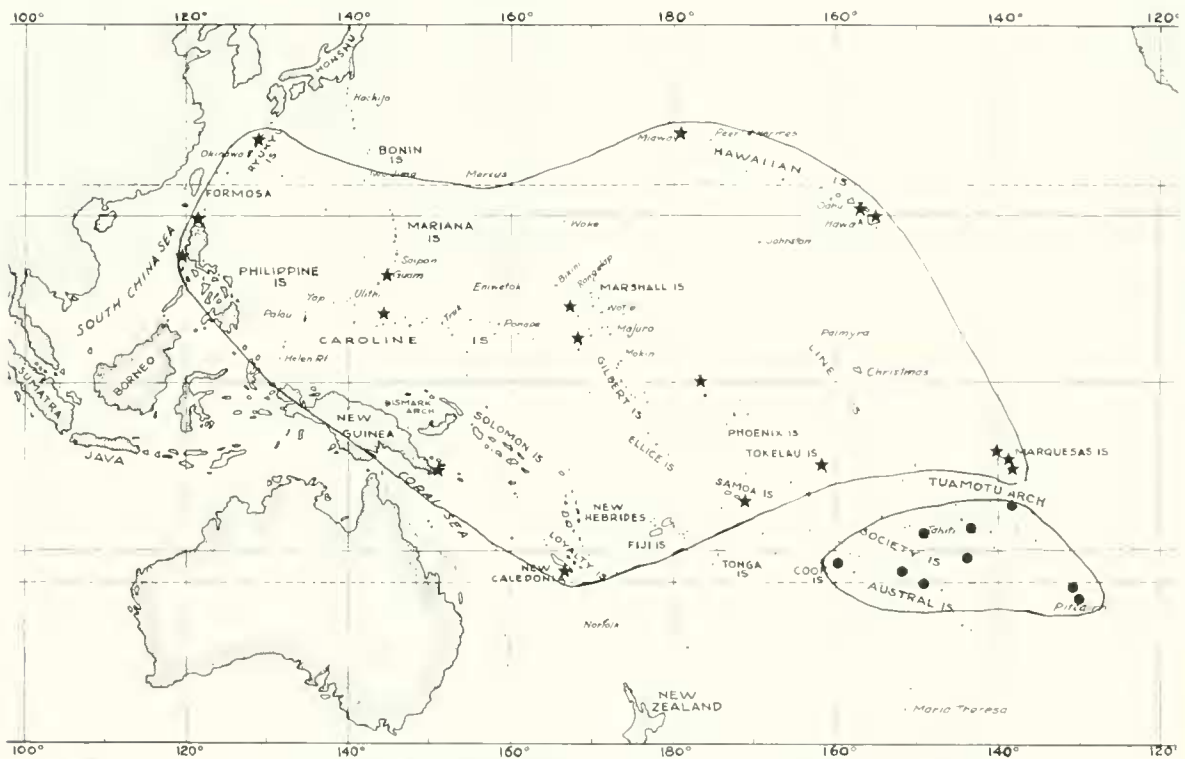 100° 120° 140° 160° 180° 160° 140° 120°
HONSHU
Hachijo
Okinawa
RYUKYU IS
BONIN
IS
Iwo Jima
Marcus
Midway
Pearl & Hermes
HAWAIIAN IS
Oahu
Hawaii
FORMOSA
MARIANA
IS
Wake
Johnston
SOUTH CHINA SEA
PHILIPPINE
IS
Saipan
Guam
Bikini
Rongelap
Eniwetok
MARSHALL IS
Yap
Ulithi
Palau
Truk
Ponape
Wotje
Majuro
CAROLINE IS
Helen Rf
Makin
Palmyra
LINE IS
Christmas
BORNEO
SUMATRA
GILBERT IS
BISMARK
ARCH
NEW
GUINEA
SOLOMON IS
JAVA
ELLICE IS
PHOENIX IS
TOKELAU IS
MARQUESAS IS
CORAL SEA
SAMOA IS
TUAMOTU ARCH
NEW
HEBRIDES
FIJI IS
LOYALTY IS
NEW
CALEDONIA
TONGA
IS
COOK
IS
SOCIETY IS
Tahiti
AUSTRAL IS
Pitcairn
Norfolk
NEW
ZEALAND
Maria Theresa
100° 120° 140° 160° 180° 160° 140° 120°